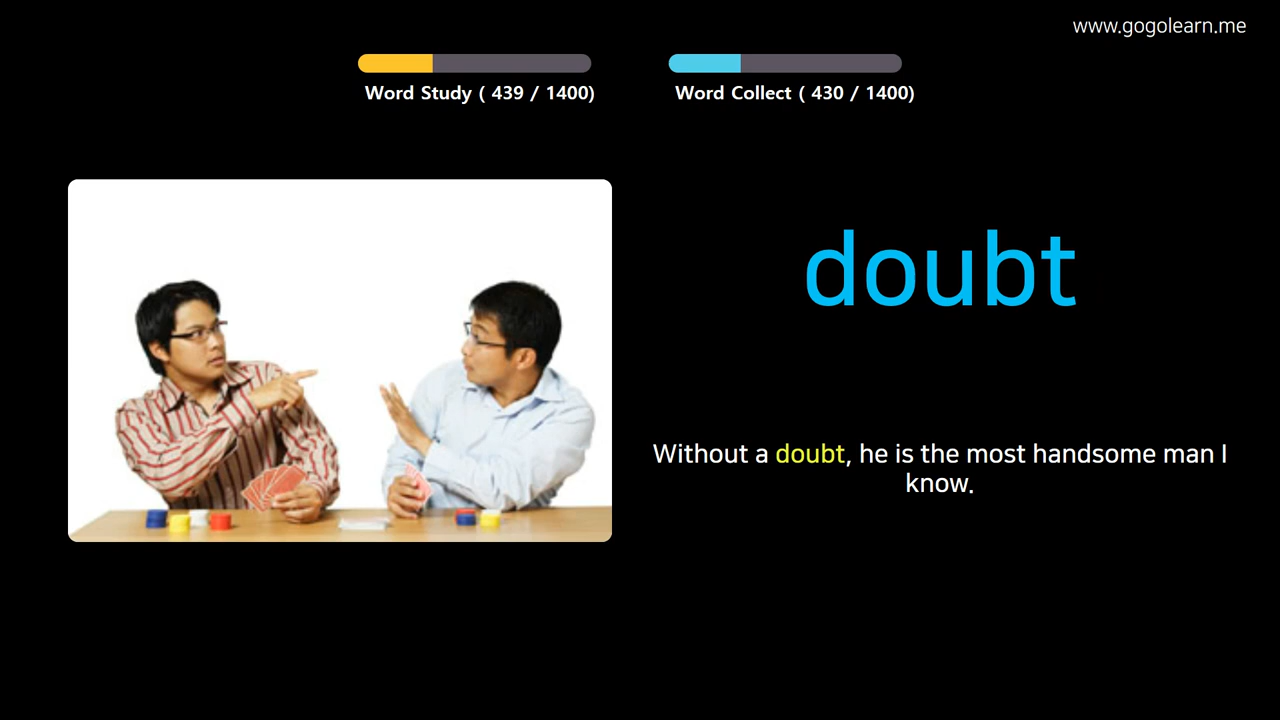 www.gogolearn.me
Word Study ( 439 / 1400)
Word Collect ( 430 / 1400)
doubt
Without a doubt, he is the most handsome man I
know.